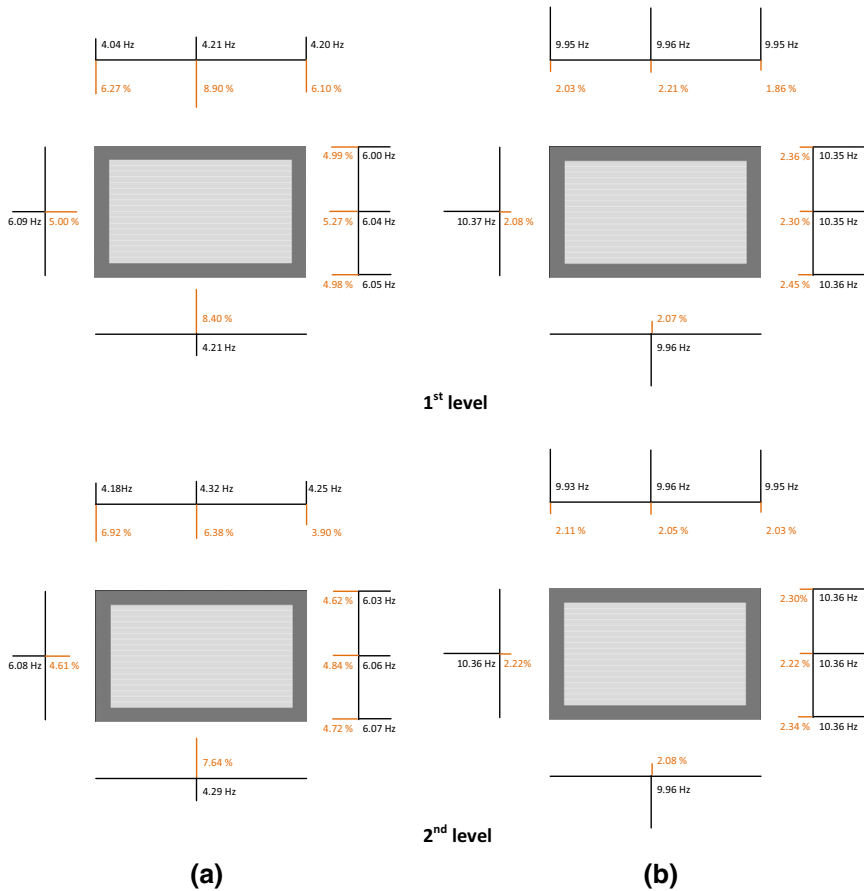 4.04 Hz 4.21 Hz 4.20 Hz
6.27 % 8.90 % 6.10 %
4.99 % 6.00 Hz
6.09 Hz 5.00 % 5.27 % 6.04 Hz
4.98 % 6.05 Hz
8.40 %
4.21 Hz
9.95 Hz 9.96 Hz 9.95 Hz
2.03 % 2.21 % 1.86 %
2.36 % 10.35 Hz
10.37 Hz 2.08 % 2.30 % 10.35 Hz
2.45 % 10.36 Hz
2.07 %
9.96 Hz
1st level
4.18Hz 4.32 Hz 4.25 Hz
6.92 % 6.38 % 3.90 %
4.62 % 6.03 Hz
6.08 Hz 4.61 % 4.84 % 6.06 Hz
4.72 % 6.07 Hz
7.64 %
4.29 Hz
9.93 Hz 9.96 Hz 9.95 Hz
2.11 % 2.05 % 2.03 %
2.30% 10.36 Hz
10.36 Hz 2.22% 2.22 % 10.36 Hz
2.34 % 10.36 Hz
2.08 %
9.96 Hz
2nd level
(a) (b)